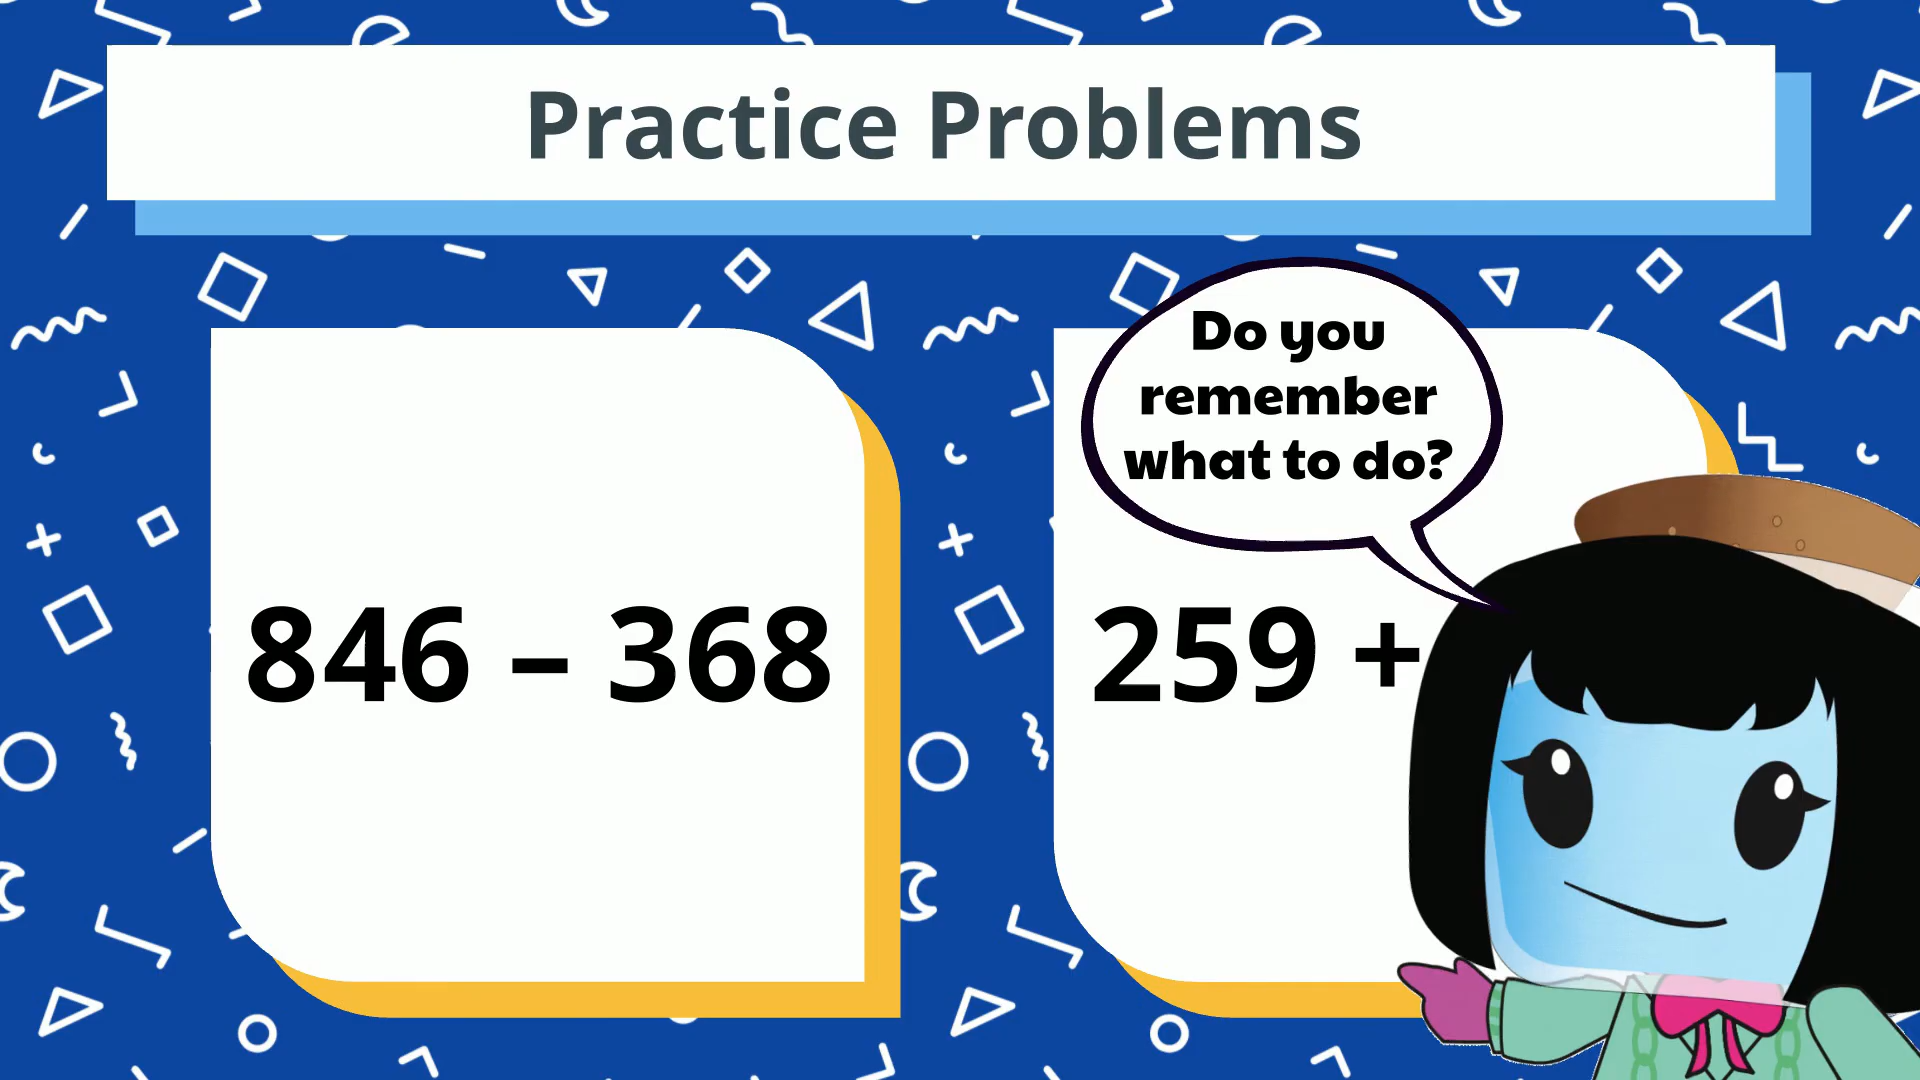 Practice Problems
Do you
remember
what to do?
846 – 368
259 +